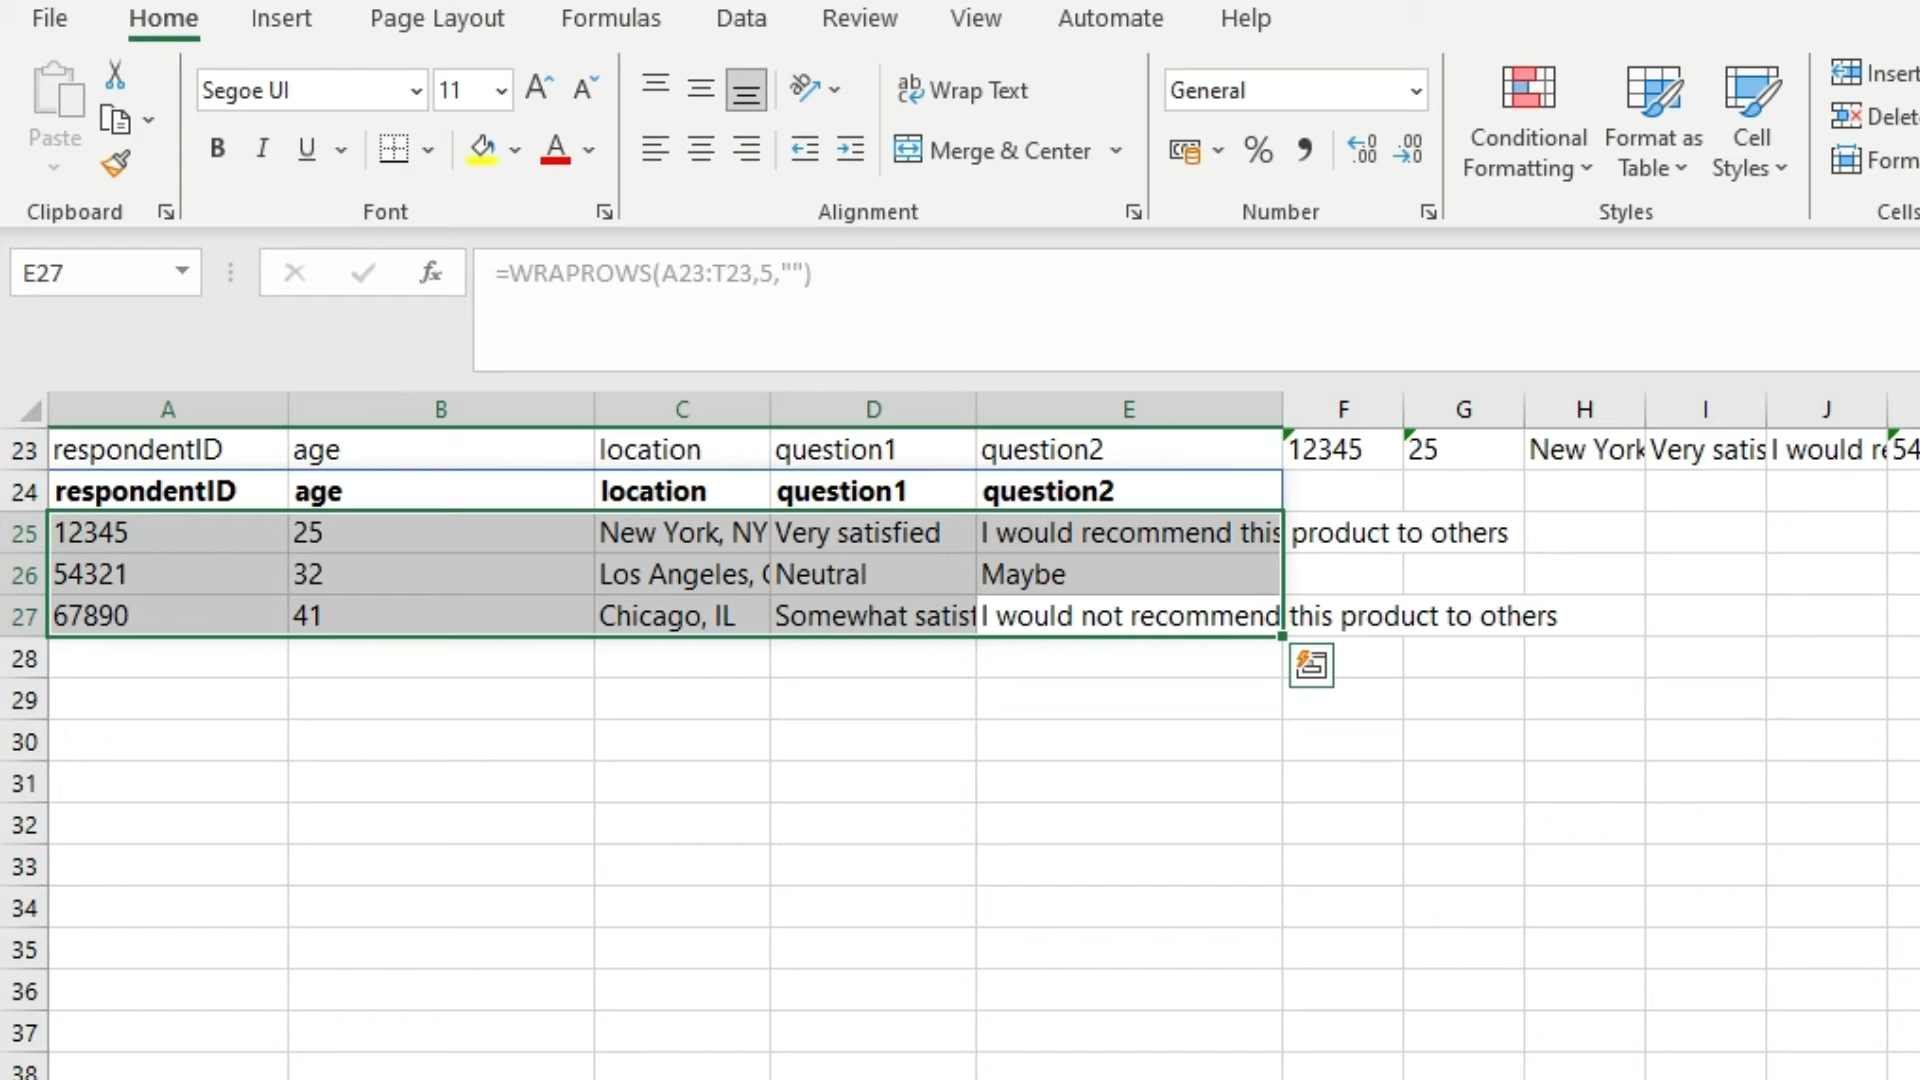 File Home Insert Page Layout Formulas Data Review View Automate Help
Paste
Segoe UI 11
B I U A
Wrap Text
Merge & Center
General
% 9 .00 .00
Conditional Formatting
Format as Table
Cell Styles
Insert
Clipboard Font Alignment Number Styles
E27 fx =WRAPROWS(A23:T23,5,"")
A B C D E F G H I J
23 respondentID age location question1 question2 12345 25 New York Very satis I would 54
24 respondentID age location question1 question2
25 12345 25 New York, NY Very satisfied I would recommend this product to others
26 54321 32 Los Angeles, Neutral Maybe
27 67890 41 Chicago, IL Somewhat satis I would not recommend this product to others
28
29
30
31
32
33
34
35
36
37
38